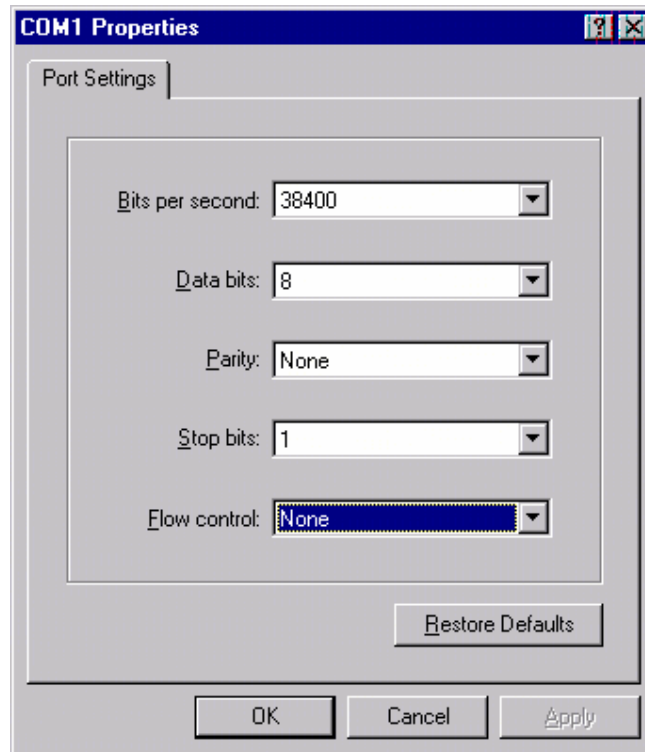 COM1 Properties
Port Settings
Bits per second: 38400
Data bits: 8
Parity: None
Stop bits: 1
Flow control: None
Restore Defaults
OK Cancel Apply